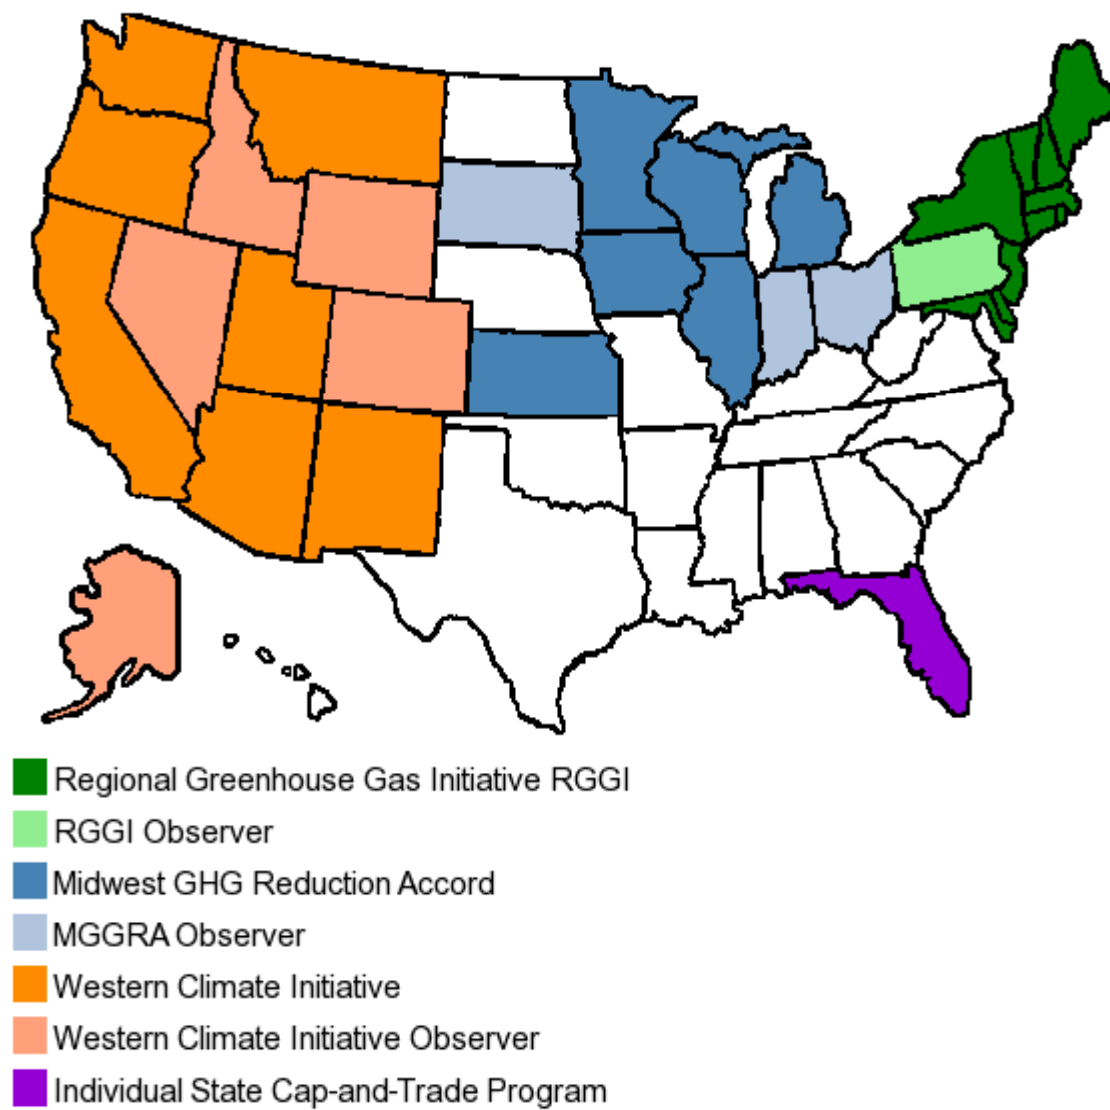 Regional Greenhouse Gas Initiative RGGI
RGGI Observer
Midwest GHG Reduction Accord
MGGRA Observer
Western Climate Initiative
Western Climate Initiative Observer
Individual State Cap-and-Trade Program